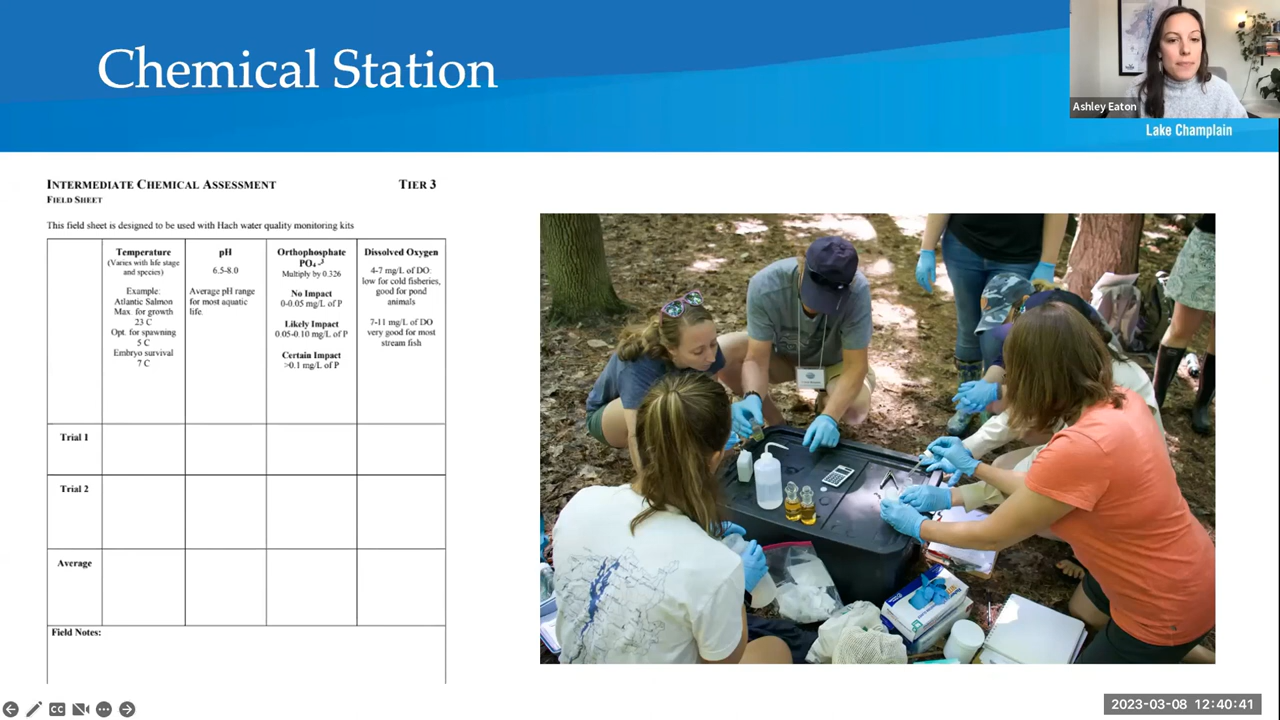 Chemical Station
Ashley Eaton
Lake Champlain
INTERMEDIATE CHEMICAL ASSESSMENT TIER 3
FIELD SHEET
This field sheet is designed to be used with Hach water quality monitoring kits
Temperature
(Varies with life stage
and species)
Example:
Atlantic Salmon
Max for growth
23 C
Opt. for spawning
5 C
Embryo survival
7 C
pH
6.5-8.0
Average pH range
for most aquatic
life.
Orthophosphate
PO₄⁻³
Multiply by 0.326
No Impact
0-0.05 mg/L of P
Likely Impact
0.05-0.10 mg/L of P
Certain Impact
>0.1 mg/L of P
Dissolved Oxygen
4-7 mg/L of DO:
low for cold fisheries,
good for pond
animals
7-11 mg/L of DO
very good for most
stream fish
Trial 1
Trial 2
Average
Field Notes:
CC
2023-03-08 12:40:41